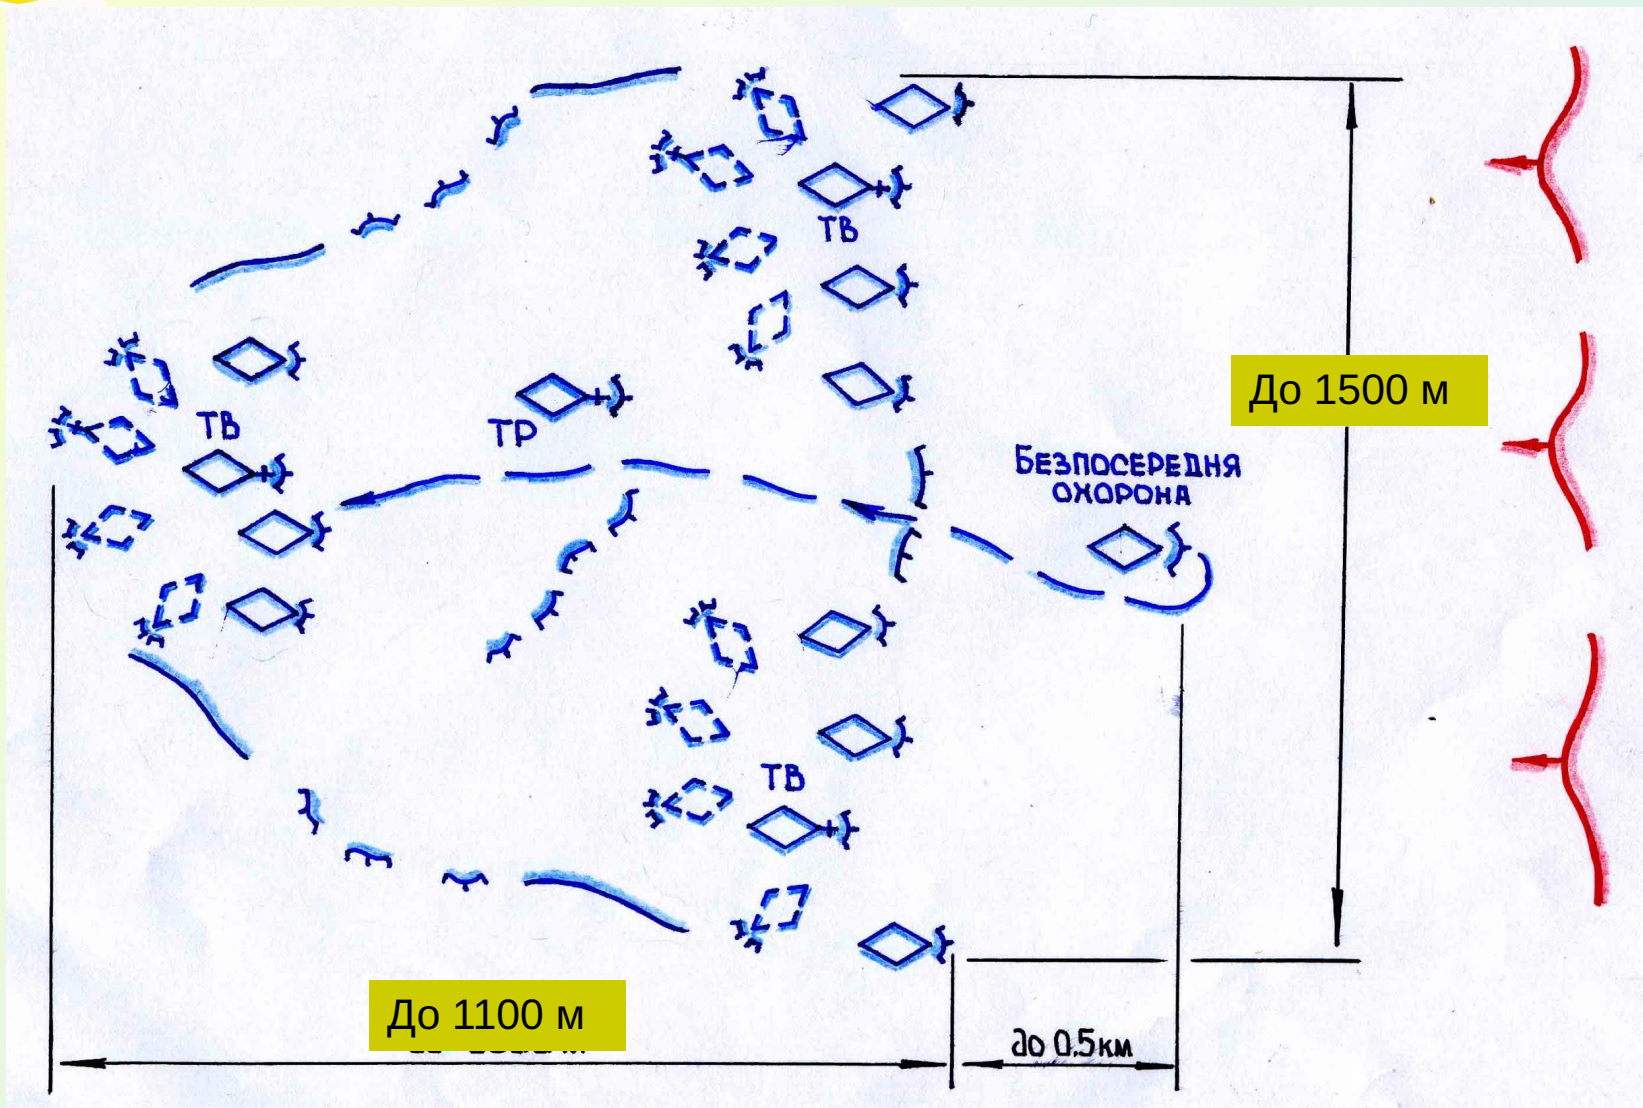 ТВ
До 1500 м
ТВ
ТР
БЕЗПОСЕРЕДНЯ
ОХОРОНА
ТВ
До 1100 м
до 0.5км